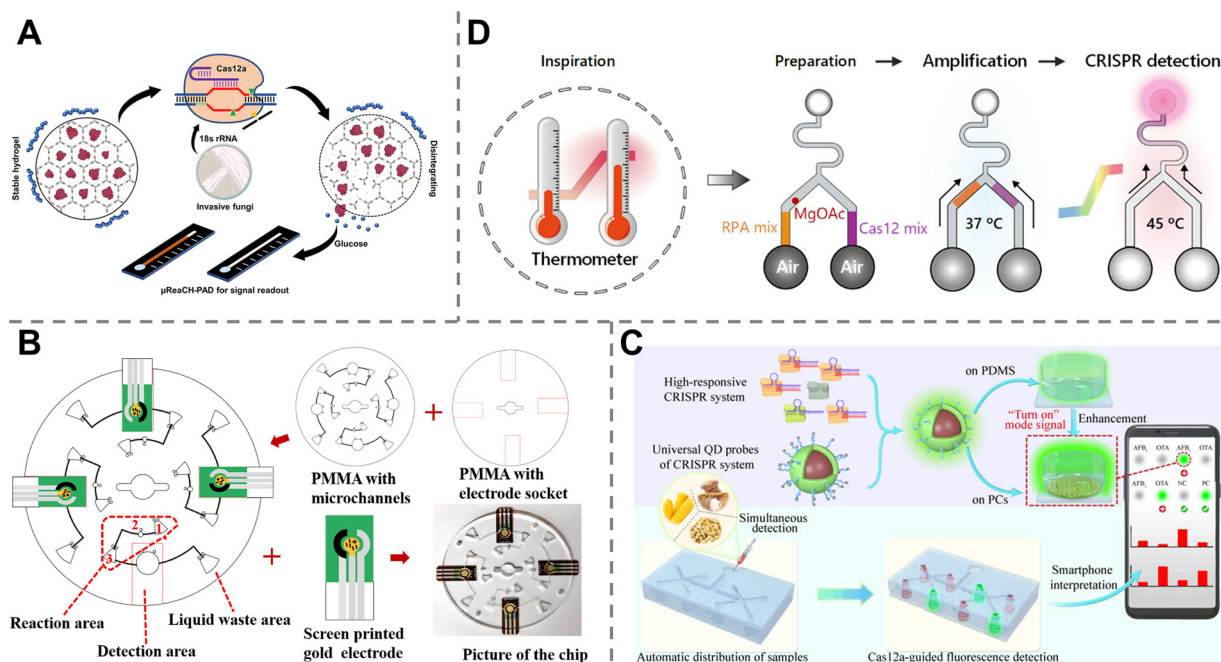 A
Cas12a
18s rRNA
Invasive fungi
Stable hydrogel
Disintegrating
Glucose
µReaCH-PAD for signal readout
D
Inspiration
Thermometer
Preparation
Amplification
CRISPR detection
MgOAc
RPA mix
Cas12 mix
Air
Air
37 °C
45 °C
B
PMMA with
microchannels
PMMA with
electrode socket
1
2
3
Reaction area
Detection area
Liquid waste area
Screen printed
gold electrode
Picture of the chip
C
High-responsive
CRISPR system
Universal QD probes
of CRISPR system
on PDMS
"Turn on"
mode signal
Enhancement
on PCs
Simultaneous
detection
AFB₁ OTA AFB₁ OTA
AFB₁ OTA NC PC
Smartphone
interpretation
Automatic distribution of samples
Cas12a-guided fluorescence detection